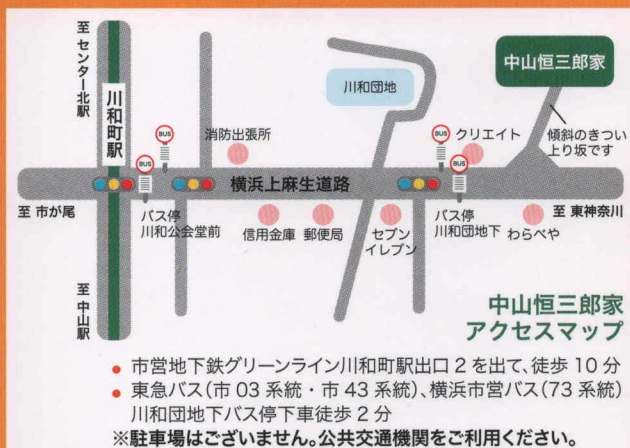 至 センター北駅
川和町駅
BUS
BUS
消防出張所
川和団地
中山恒三郎家
BUS
BUS
クリエイト
傾斜のきつい
上り坂です
横浜上麻生道路
至 市が尾
バス停
川和公会堂前
信用金庫
郵便局
セブン
イレブン
バス停
川和団地下
わらべや
至 東神奈川
至 中山駅
中山恒三郎家
アクセスマップ
● 市営地下鉄グリーンライン川和町駅出口 2 を出て、徒歩 10 分
● 東急バス(市 03 系統・市 43 系統)、横浜市営バス(73 系統)
川和団地下バス停下車徒歩 2 分
※駐車場はございません。公共交通機関をご利用ください。